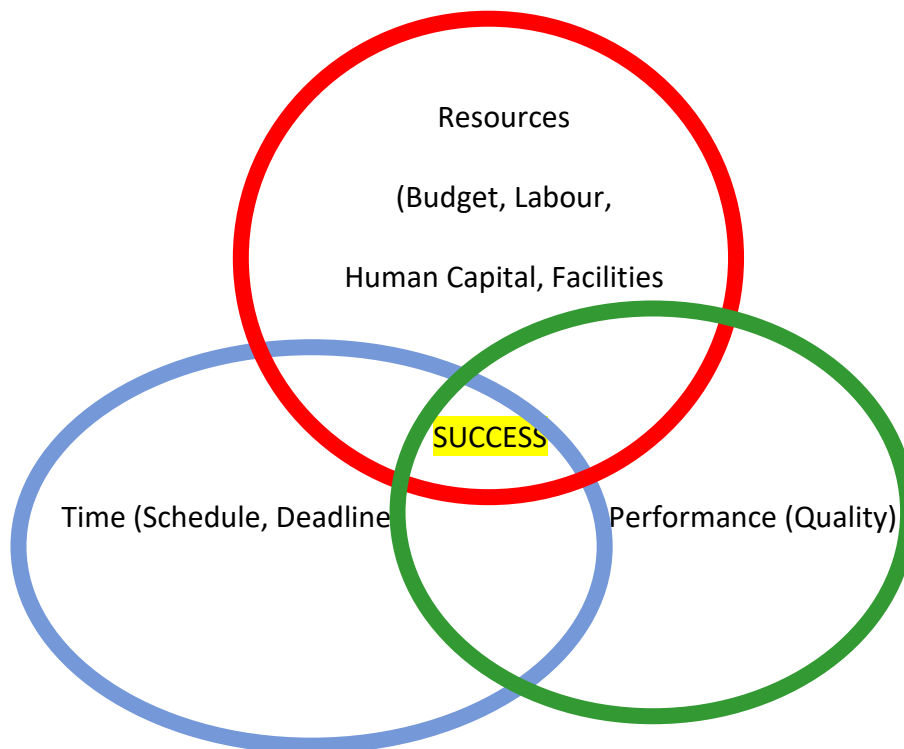 Resources
(Budget, Labour,
Human Capital, Facilities
SUCCESS
Time (Schedule, Deadline
Performance (Quality)